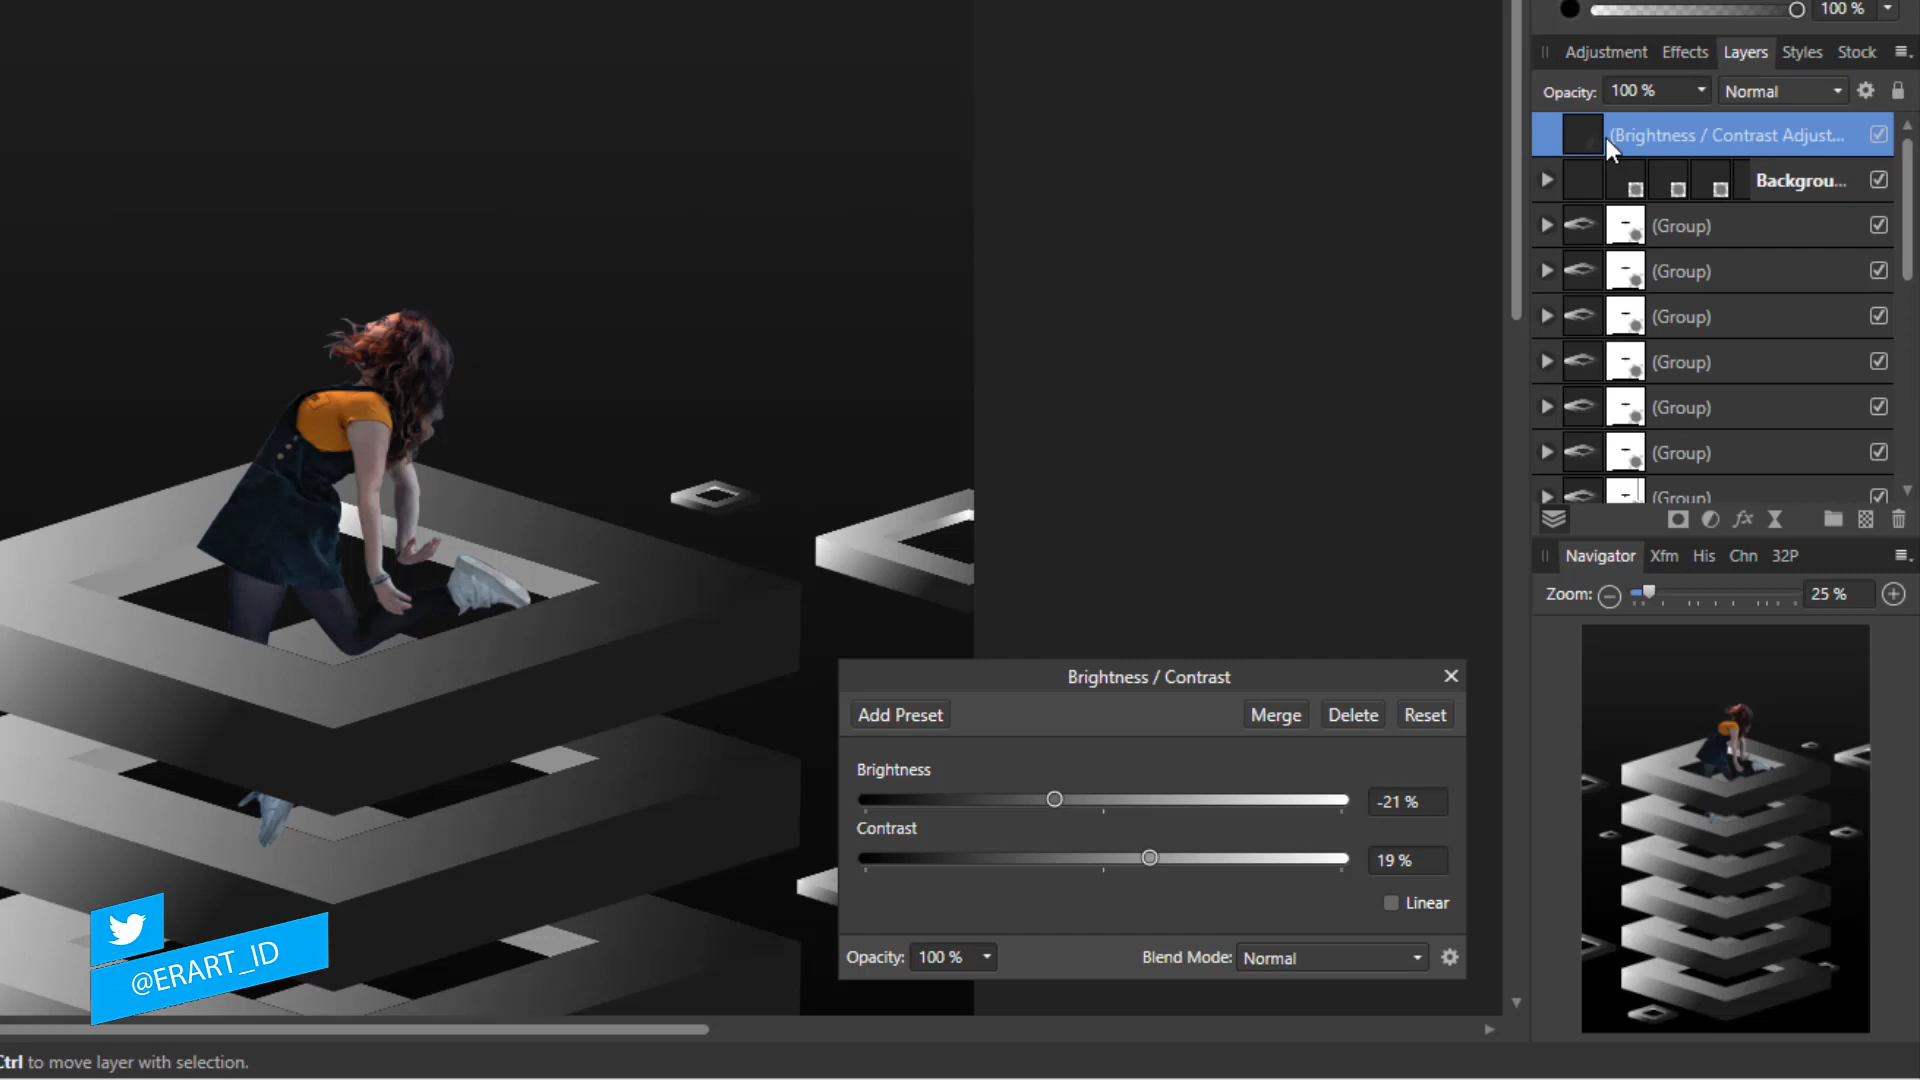 100 %
Adjustment Effects Layers Styles Stock
Opacity: 100 % Normal
(Brightness / Contrast Adjust...
Backgrou...
(Group)
(Group)
(Group)
(Group)
(Group)
(Group)
(Group)
Navigator Xfm His Chn 32P
Zoom: 25 %
Brightness / Contrast
Add Preset Merge Delete Reset
Brightness
-21 %
Contrast
19 %
Linear
Opacity: 100 % Blend Mode: Normal
@ERART_ID
Ctrl to move layer with selection.